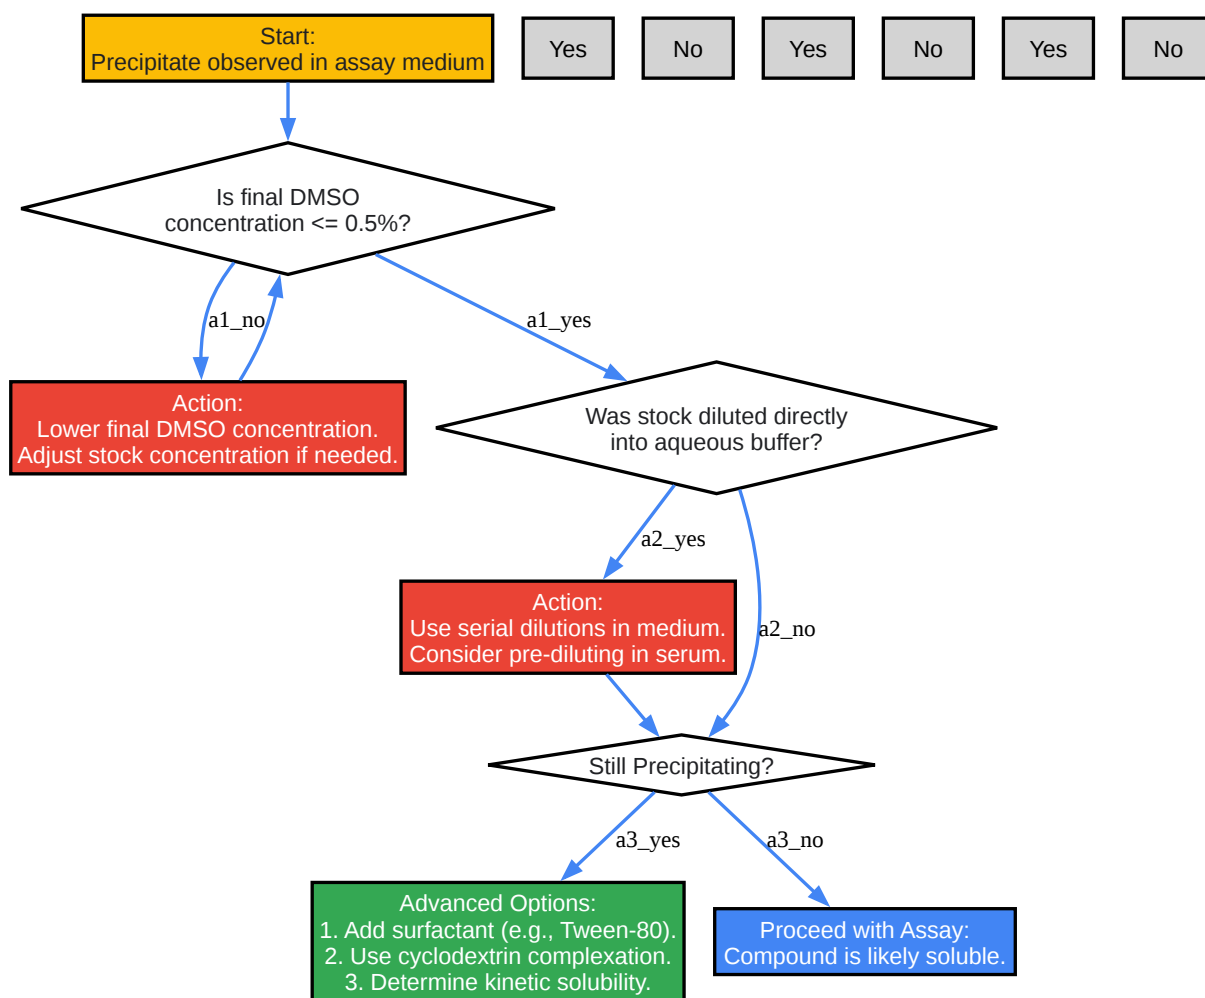 Start:
Precipitate observed in assay medium
Yes
No
Yes
No
Yes
No
Is final DMSO
concentration <= 0.5%?
a1_no
a1_yes
Action:
Lower final DMSO concentration.
Adjust stock concentration if needed.
Was stock diluted directly
into aqueous buffer?
a2_yes
a2_no
Action:
Use serial dilutions in medium.
Consider pre-diluting in serum.
Still Precipitating?
a3_yes
a3_no
Advanced Options:
1. Add surfactant (e.g., Tween-80).
2. Use cyclodextrin complexation.
3. Determine kinetic solubility.
Proceed with Assay:
Compound is likely soluble.